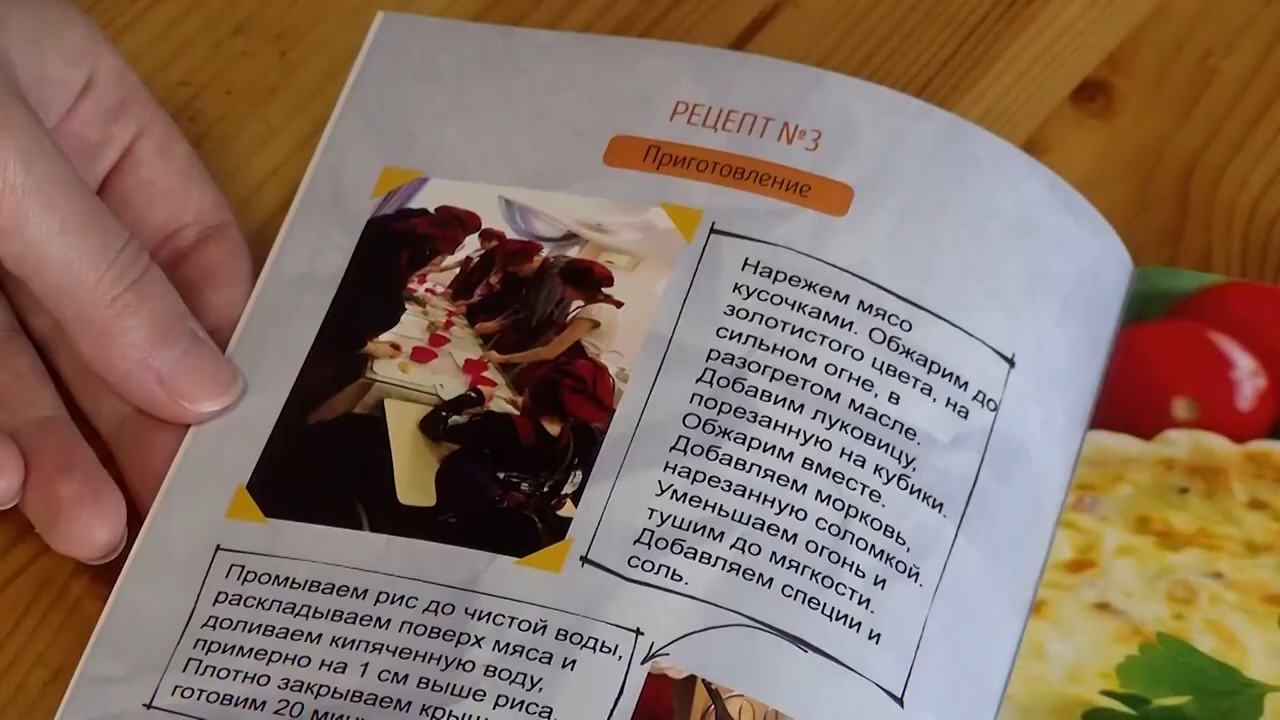 РЕЦЕПТ №3
Приготовление
Нарежем мясо
кусочками. Обжарим до
золотистого цвета, на
сильном огне, в
разогретом масле.
Добавим луковицу,
порезанную на кубики.
Обжарим вместе.
Добавляем морковь,
нарезанную соломкой.
Уменьшаем огонь и
тушим до мягкости.
Добавляем специи и
соль.
Промываем рис до чистой воды,
раскладываем поверх мяса и
доливаем кипяченную воду,
примерно на 1 см выше риса.
Плотно закрываем
готовим 20